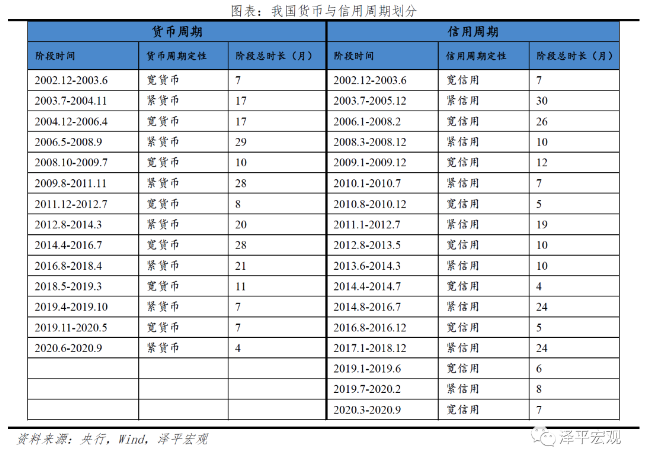 图表：我国货币与信用周期划分
货币周期 信用周期
阶段时间 货币周期定性 阶段总时长（月） 阶段时间 信用周期定性 阶段总时长（月）
2002.12-2003.6 宽货币 7 2002.12-2003.6 宽信用 7
2003.7-2004.11 紧货币 17 2003.7-2005.12 紧信用 30
2004.12-2006.4 宽货币 17 2006.1-2008.2 宽信用 26
2006.5-2008.9 紧货币 29 2008.3-2008.12 紧信用 10
2008.10-2009.7 宽货币 10 2009.1-2009.12 宽信用 12
2009.8-2011.11 紧货币 28 2010.1-2010.7 紧信用 7
2011.12-2012.7 宽货币 8 2010.8-2010.12 宽信用 5
2012.8-2014.3 紧货币 20 2011.1-2012.7 紧信用 19
2014.4-2016.7 宽货币 28 2012.8-2013.5 宽信用 10
2016.8-2018.4 紧货币 21 2013.6-2014.3 紧信用 10
2018.5-2019.3 宽货币 11 2014.4-2014.7 宽信用 4
2019.4-2019.10 紧货币 7 2014.8-2016.7 紧信用 24
2019.11-2020.5 宽货币 7 2016.8-2016.12 宽信用 5
2020.6-2020.9 紧货币 4 2017.1-2018.12 紧信用 24
2019.1-2019.6 宽信用 6
2019.7-2020.2 紧信用 8
2020.3-2020.9 宽信用 7
资料来源：央行，Wind，泽平宏观
泽平宏观